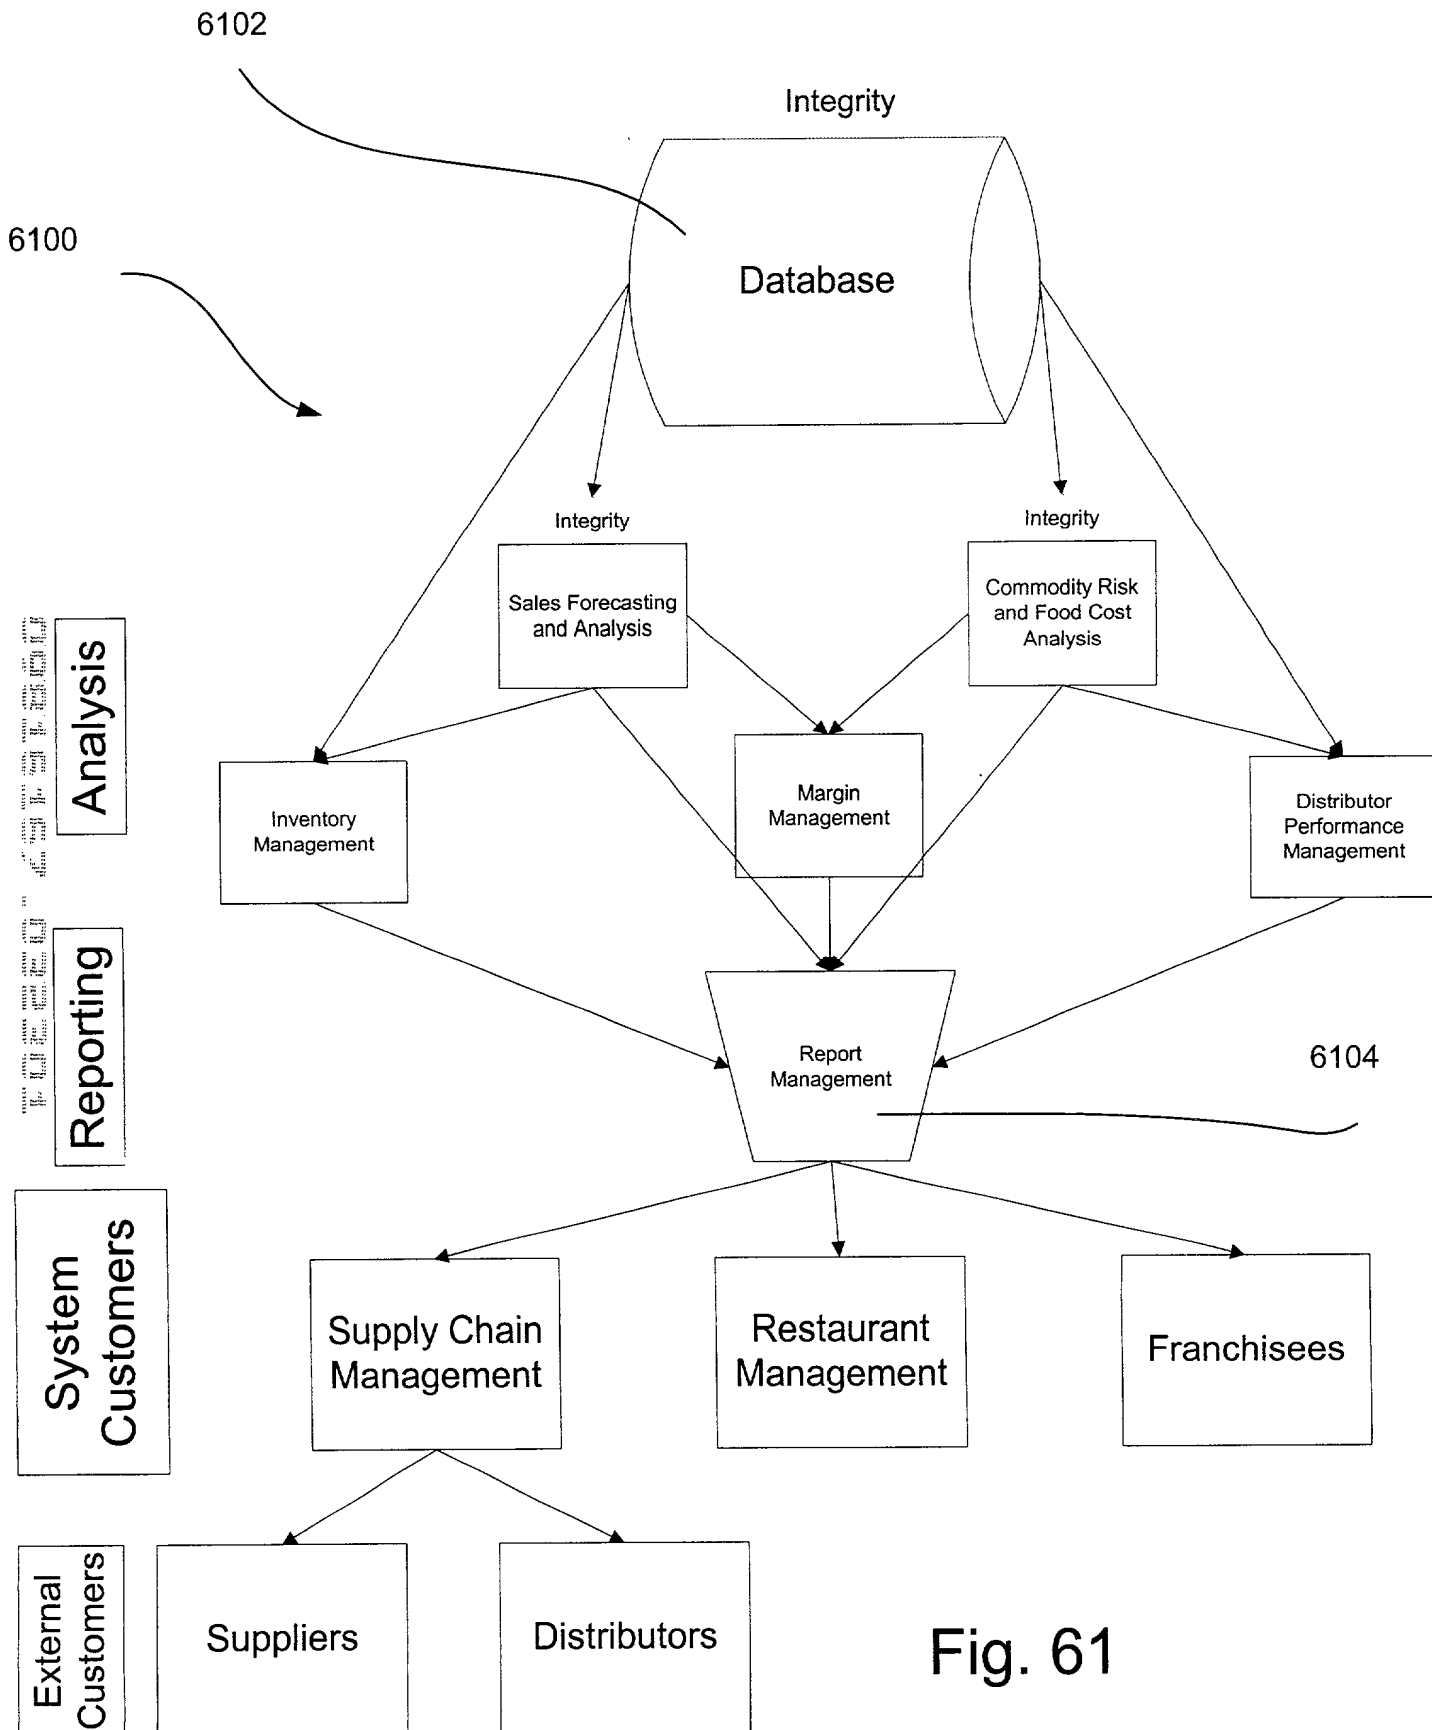 6102
Integrity
6100
Database
Integrity
Integrity
Sales Forecasting
and Analysis
Commodity Risk
and Food Cost
Analysis
Analysis
Inventory
Management
Margin
Management
Distributor
Performance
Management
Reporting
Report
Management
6104
System
Customers
Supply Chain
Management
Restaurant
Management
Franchisees
External
Customers
Suppliers
Distributors
Fig. 61